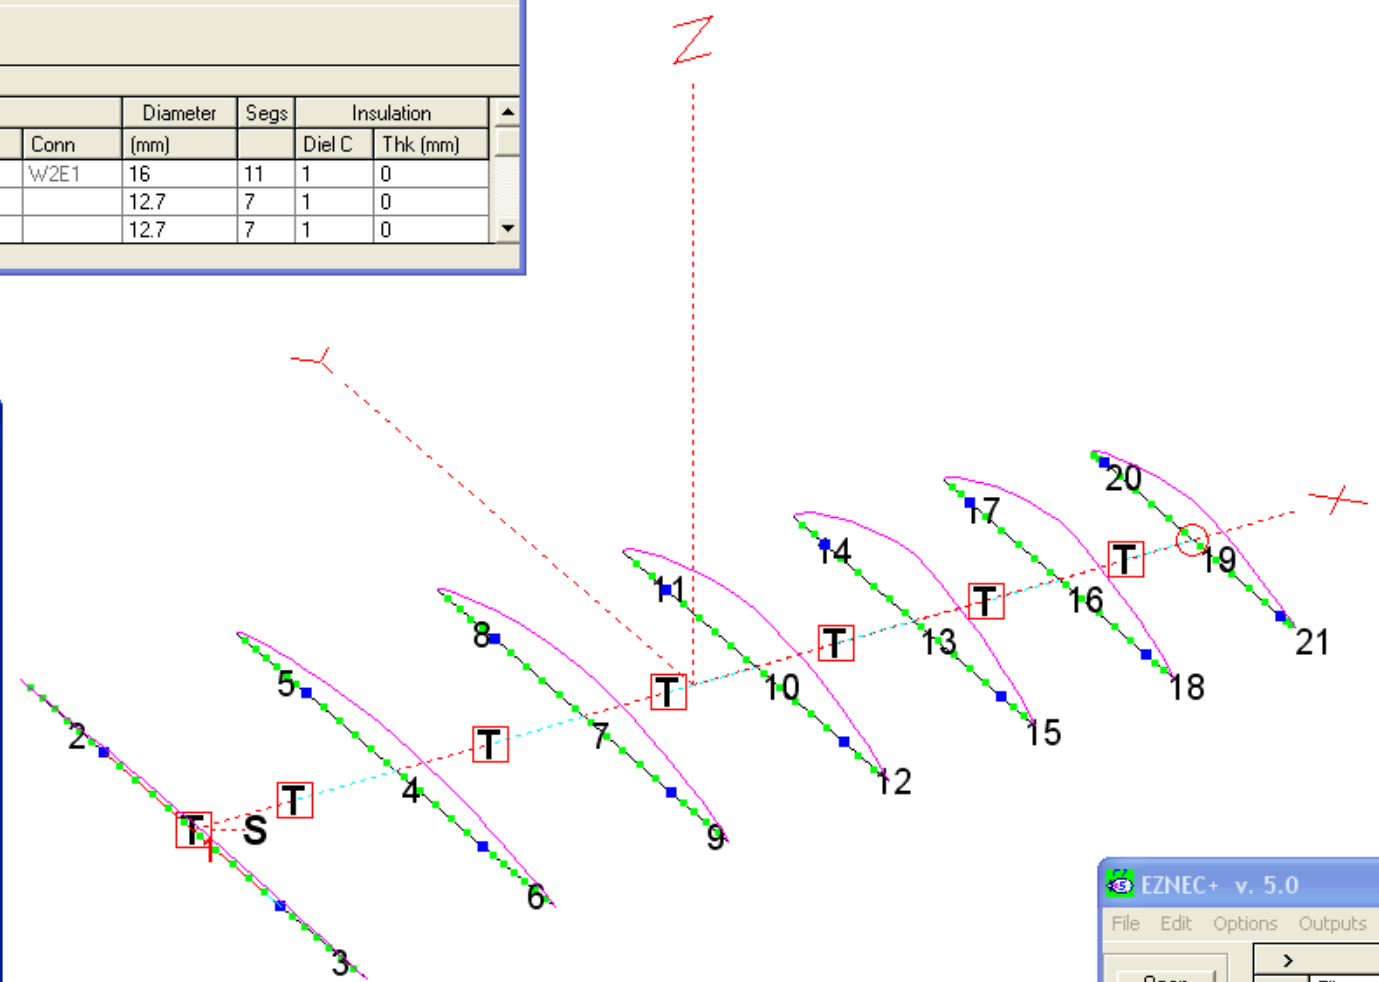 Diameter Segs Insulation
Conn (mm) Diel C Thk (mm)
W2E1 16 11 1 0
12.7 7 1 0
12.7 7 1 0
Z
Y
X
20
17
14
11
19
8
16
21
13
5
10
18
7
15
2
4
12
9
6
3
T
T
T
T
T
T
T
T S
EZNEC+ v. 5.0
File Edit Options Outputs
>